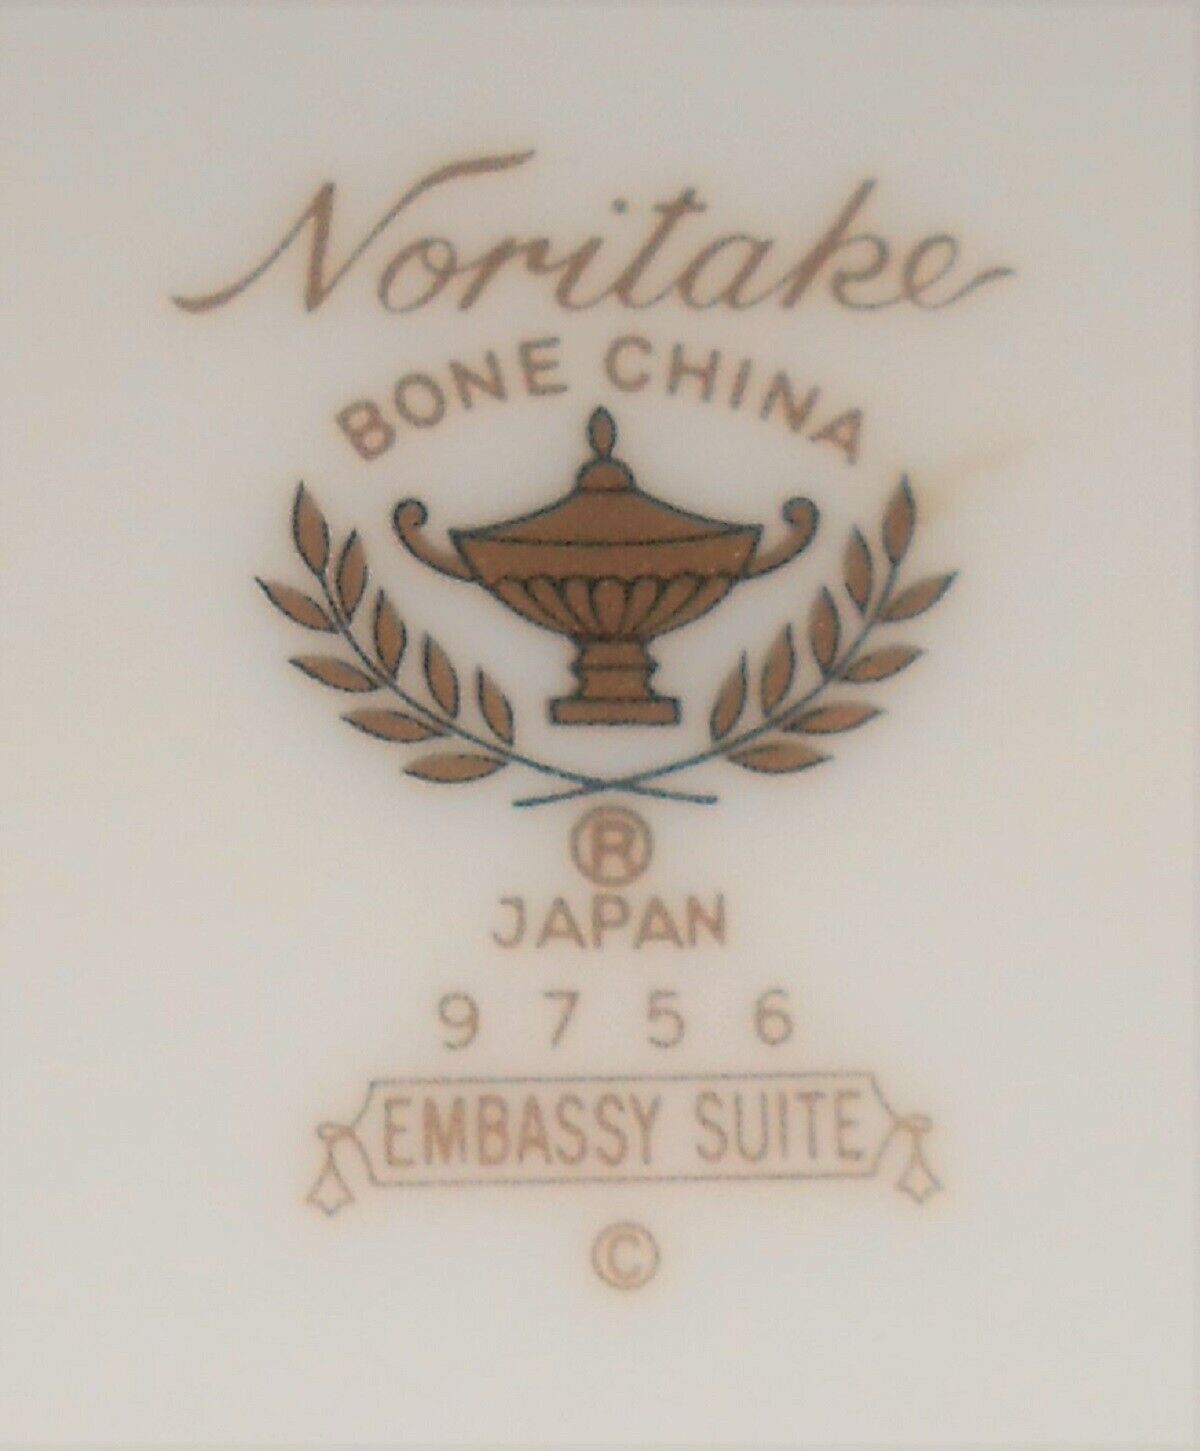 Noritake
BONE CHINA
®
JAPAN
9756
EMBASSY SUITE
©